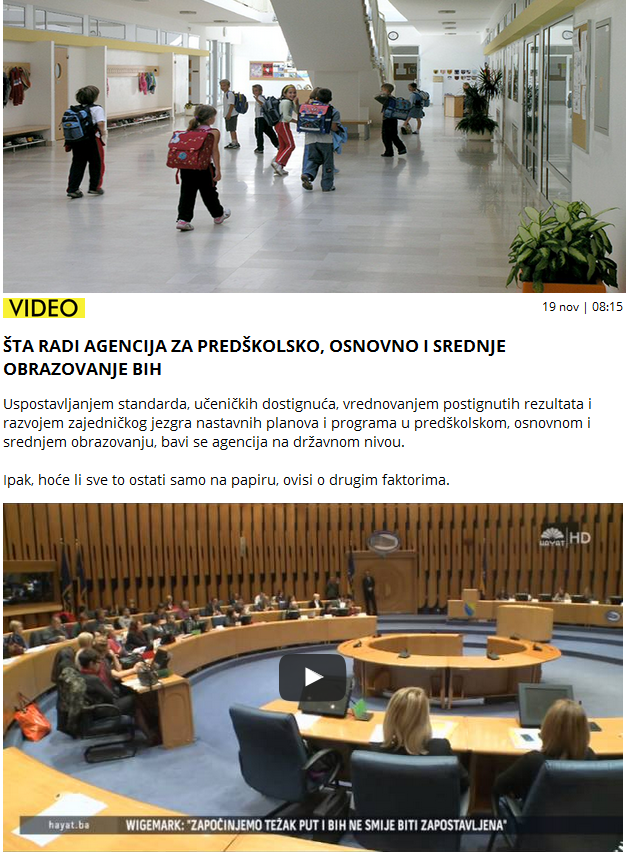 VIDEO
19 nov | 08:15
ŠTA RADI AGENCIJA ZA PREDŠKOLSKO, OSNOVNO I SREDNJE
OBRAZOVANJE BIH
Uspostavljanjem standarda, učeničkih dostignuća, vrednovanjem postignutih rezultata i
razvojem zajedničkog jezgra nastavnih planova i programa u predškolskom, osnovnom i
srednjem obrazovanju, bavi se agencija na državnom nivou.
Ipak, hoće li sve to ostati samo na papiru, ovisi o drugim faktorima.
HAYAT HD
hayat.ba
WIGEMARK: "ZAPOČINJEMO TEŽAK PUT I BIH NE SMIJE BITI ZAPOSTAVLJENA"